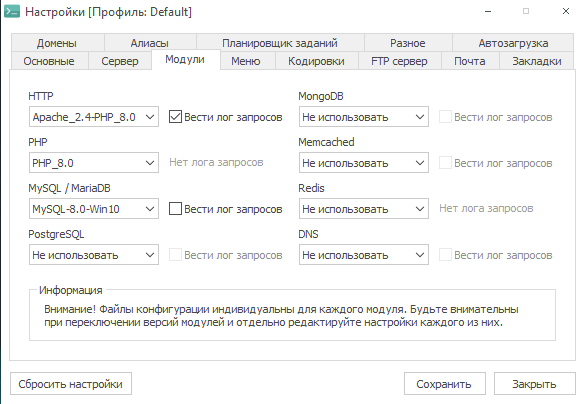 Настройки [Профиль: Default]
Домены Алиасы Планировщик заданий Разное Автозагрузка
Основные Сервер Модули Меню Кодировки FTP сервер Почта Закладки
HTTP MongoDB
Apache_2.4-PHP_8.0 Вести лог запросов Не использовать Вести лог запросов
PHP Memcached
PHP_8.0 Нет лога запросов Не использовать Вести лог запросов
MySQL / MariaDB Redis
MySQL-8.0-Win10 Вести лог запросов Не использовать Нет лога запросов
PostgreSQL DNS
Не использовать Вести лог запросов Не использовать Вести лог запросов
Информация
Внимание! Файлы конфигурации индивидуальны для каждого модуля. Будьте внимательны
при переключении версий модулей и отдельно редактируйте настройки каждого из них.
Сбросить настройки Сохранить Закрыть